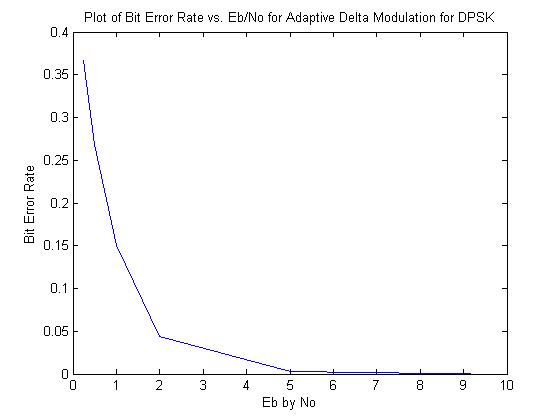 Plot of Bit Error Rate vs. Eb/No for Adaptive Delta Modulation for DPSK
0.4
0.35
0.3
0.25
0.2
0.15
0.1
0.05
0
Bit Error Rate
0 1 2 3 4 5 6 7 8 9 10
Eb by No